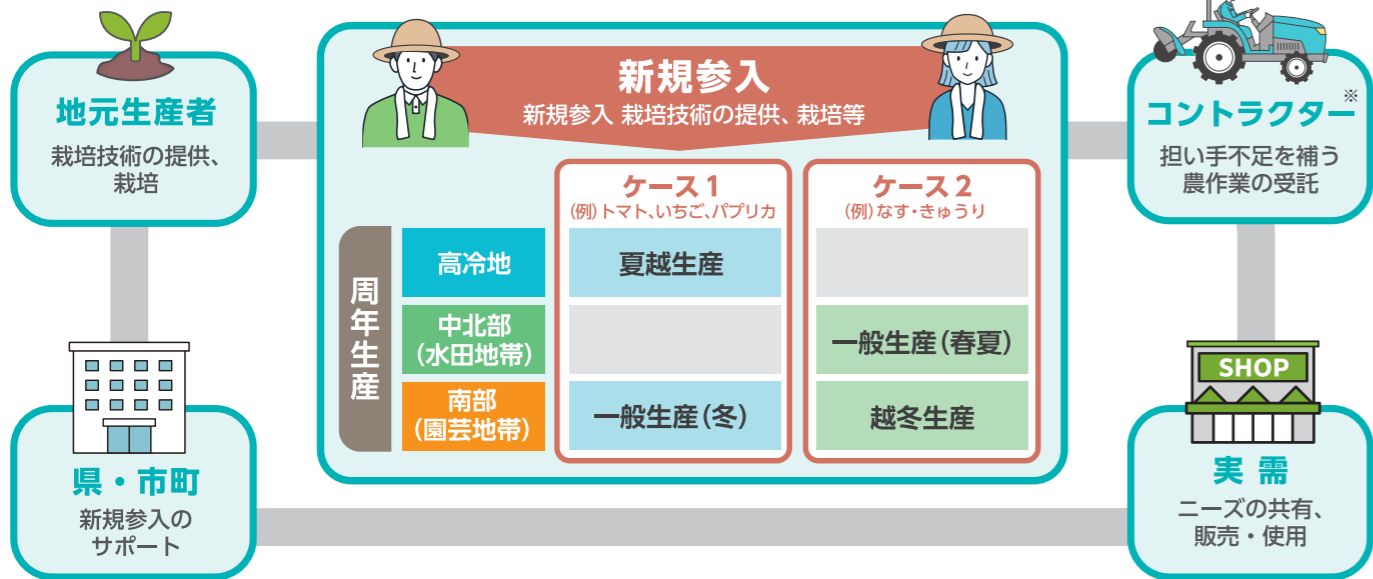 地元生産者
栽培技術の提供、
栽培
新規参入
新規参入 栽培技術の提供、栽培等
コントラクター※
担い手不足を補う
農作業の受託
ケース1
(例)トマト、いちご、パプリカ
ケース2
(例)なす・きゅうり
周年生産
高冷地
夏越生産
中北部
(水田地帯)
一般生産(春夏)
南部
(園芸地帯)
一般生産(冬)
越冬生産
県・市町
新規参入の
サポート
SHOP
実需
ニーズの共有、
販売・使用